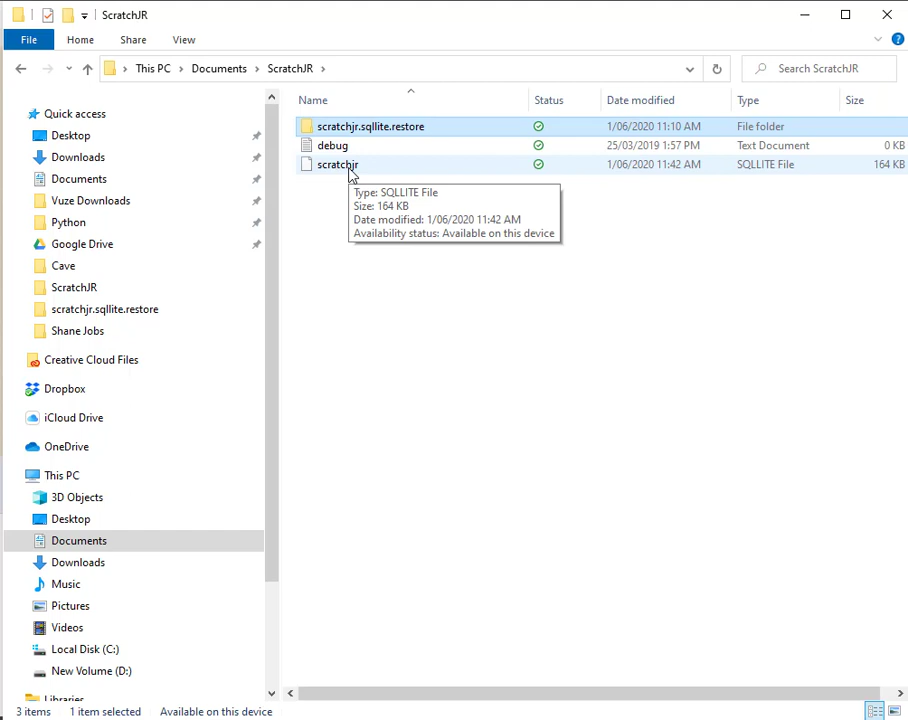 ScratchJR
File Home Share View
This PC > Documents > ScratchJR >
Search ScratchJR
Name Status Date modified Type Size
scratchjr.sqllite.restore 1/06/2020 11:10 AM File folder
debug 25/03/2019 1:57 PM Text Document 0 KB
scratchjr 1/06/2020 11:42 AM SQLLITE File 164 KB
Type: SQLLITE File
Size: 164 KB
Date modified: 1/06/2020 11:42 AM
Availability status: Available on this device
Quick access
Desktop
Downloads
Documents
Vuze Downloads
Python
Google Drive
Cave
ScratchJR
scratchjr.sqllite.restore
Shane Jobs
Creative Cloud Files
Dropbox
iCloud Drive
OneDrive
This PC
3D Objects
Desktop
Documents
Downloads
Music
Pictures
Videos
Local Disk (C:)
New Volume (D:)
Libraries
3 items 1 item selected Available on this device